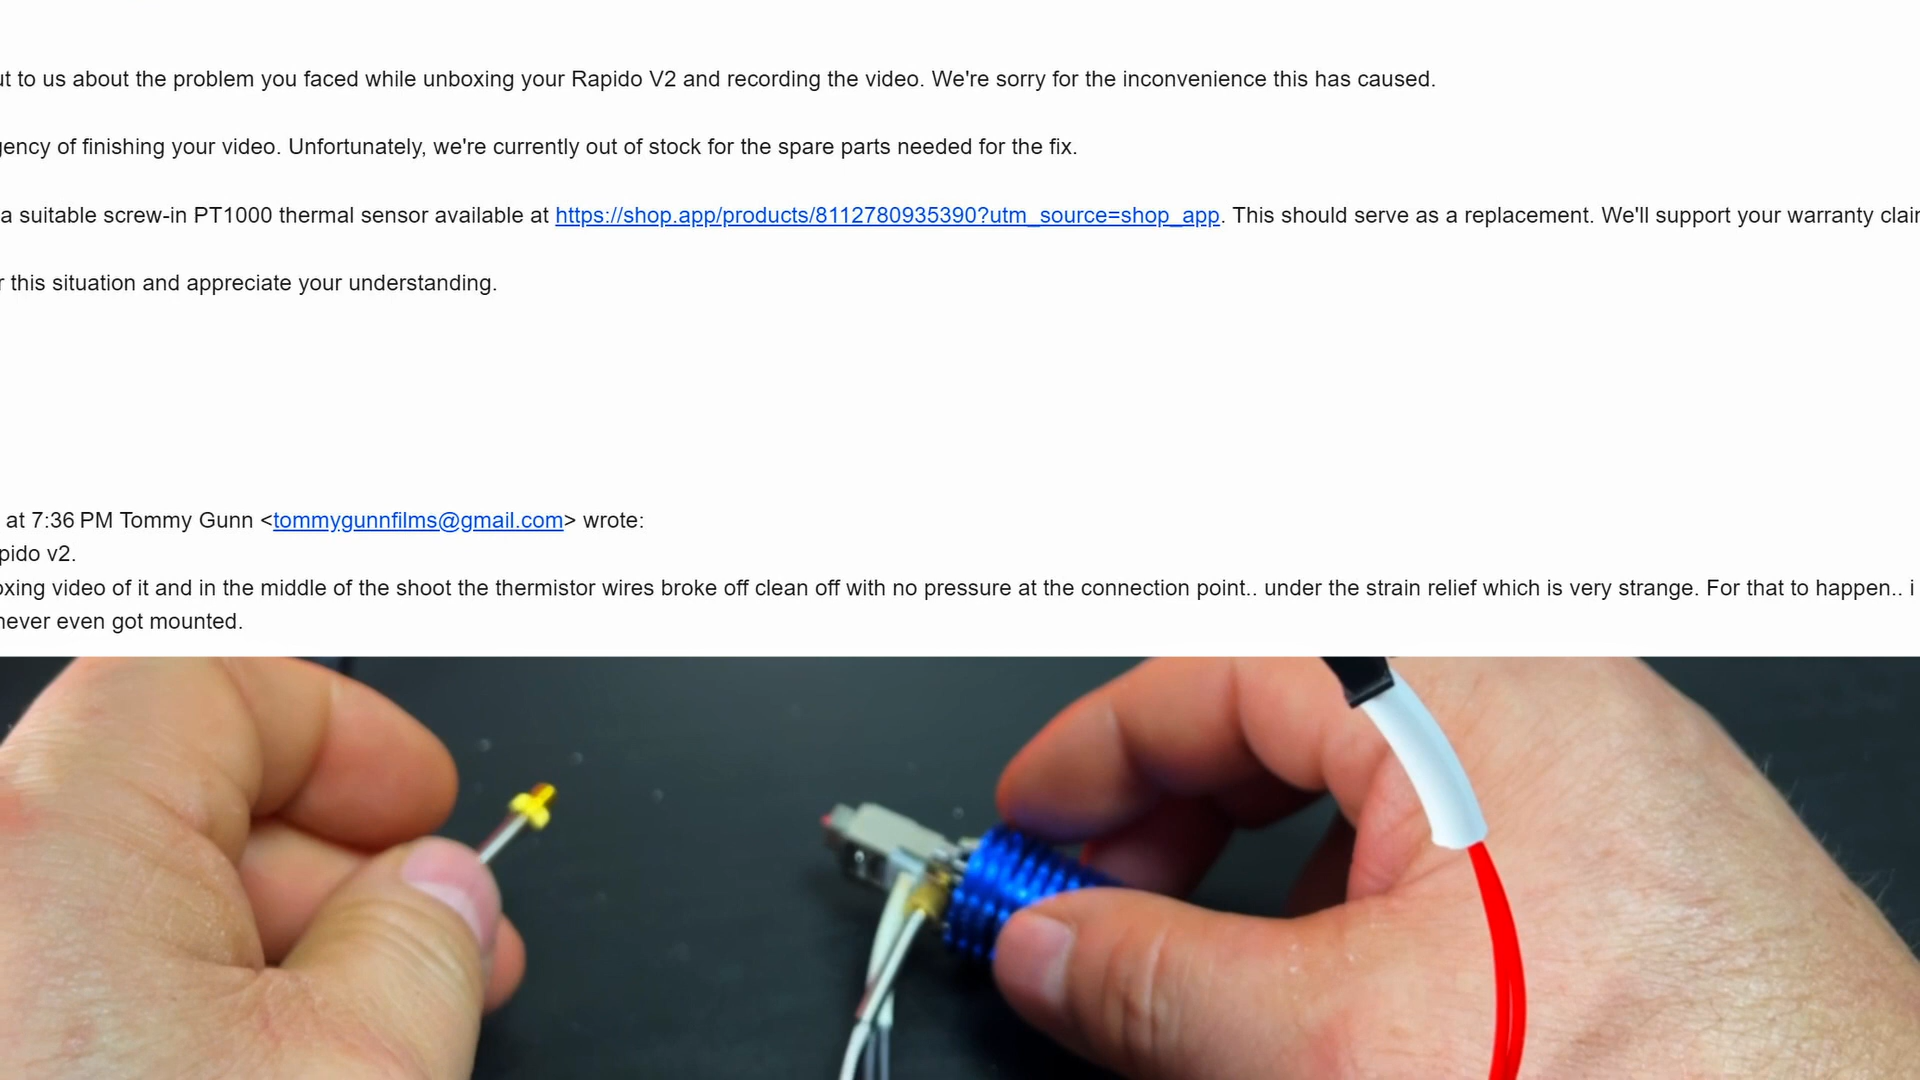 to us about the problem you faced while unboxing your Rapido V2 and recording the video. We're sorry for the inconvenience this has caused.
of finishing your video. Unfortunately, we're currently out of stock for the spare parts needed for the fix.
a suitable screw-in PT1000 thermal sensor available at https://shop.app/products/8112780935390?utm_source=shop_app. This should serve as a replacement. We'll support your warranty
this situation and appreciate your understanding.
at 7:36 PM Tommy Gunn <tommygunnfilms@gmail.com> wrote:
v2.
video of it and in the middle of the shoot the thermistor wires broke off clean off with no pressure at the connection point.. under the strain relief which is very strange. For that to happen.. i
never even got mounted.